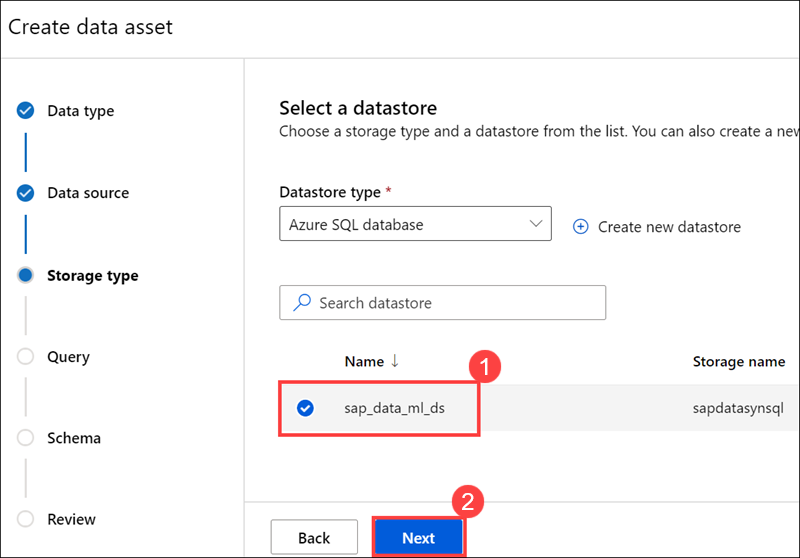 Create data asset
Data type
Data source
Storage type
Query
Schema
Review
Select a datastore
Choose a storage type and a datastore from the list. You can also create a new
Datastore type *
Azure SQL database
Create new datastore
Search datastore
Name ↓ Storage name
1
sap_data_ml_ds sapdatasynsql
2
Back Next